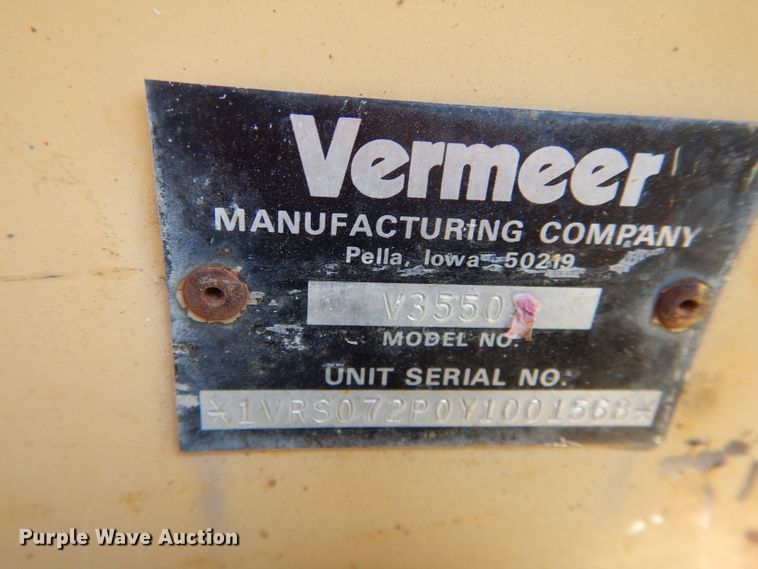 Vermeer
MANUFACTURING COMPANY
Pella, Iowa 50219
V3550
MODEL NO.
UNIT SERIAL NO.
*1VRS072P0Y1001568*
Purple Wave Auction